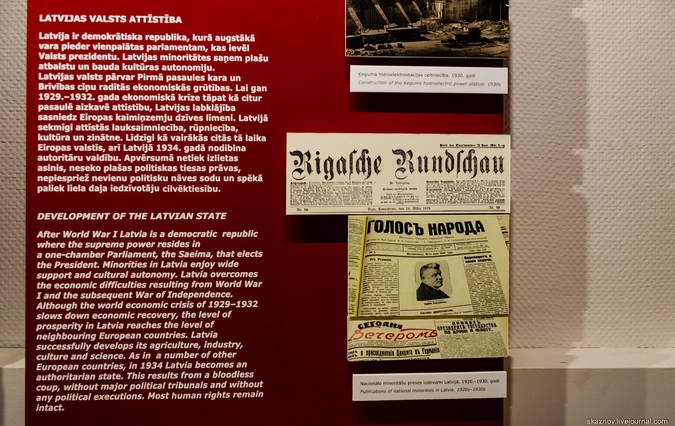 LATVIJAS VALSTS ATTĪSTĪBA
Latvija ir demokrātiska republika, kurā augstākā
vara pieder vienpalātas parlamentam, kas ievēl
Valsts prezidentu. Latvijas minoritātes saņem plašu
atbalstu un bauda kultūras autonomiju.
Latvijas valsts pārvar Pirmā pasaules kara un
Brīvības cīņu radītās ekonomiskās grūtības. Lai gan
1929.–1932. gada ekonomiskā krīze tāpat kā citur
pasaulē aizkavē attīstību, Latvijas labklājība
sasniedz Eiropas kaimiņzemju dzīves līmeni. Latvijā
sekmīgi attīstās lauksaimniecība, rūpniecība,
kultūra un zinātne. Līdzīgi kā vairākās citās tā laika
Eiropas valstīs, arī Latvijā 1934. gadā nodibina
autoritāru valdību. Apvērsumā netiek izlietas
asinis, neseko plašas politiskas tiesas prāvas,
nepiespriež nevienu politisku nāves sodu un spēkā
paliek liela daļa iedzīvotāju cilvēktiesību.
DEVELOPMENT OF THE LATVIAN STATE
After World War I Latvia is a democratic republic
where the supreme power resides in
a one-chamber Parliament, the Saeima, that elects
the President. Minorities in Latvia enjoy wide
support and cultural autonomy. Latvia overcomes
the economic difficulties resulting from World War
I and the subsequent War of Independence.
Although the world economic crisis of 1929–1932
slows down economic recovery, the level of
prosperity in Latvia reaches the level of
neighbouring European countries. Latvia
successfully develops its agriculture, industry,
culture and science. As in a number of other
European countries, in 1934 Latvia becomes an
authoritarian state. This results from a bloodless
coup, without major political tribunals and without
any political executions. Most human rights remain
intact.
Ķeguma hidroelektrostacijas celtniecība. 1930. gadi
Construction of the Ķegums hydroelectric power station. 1930s
Rigasche Rundschau
ГОЛОСЪ НАРОДА
СЕГОДНЯ
Вечеромъ
ПРЕЗИДЕНТА ГОСУДАРСТВА
Nacionālo minoritāšu preses izdevumi Latvijā. 1920.–1930. gadi
Publications of national minorities in Latvia. 1920s–1930s
skaznov.livejournal.com